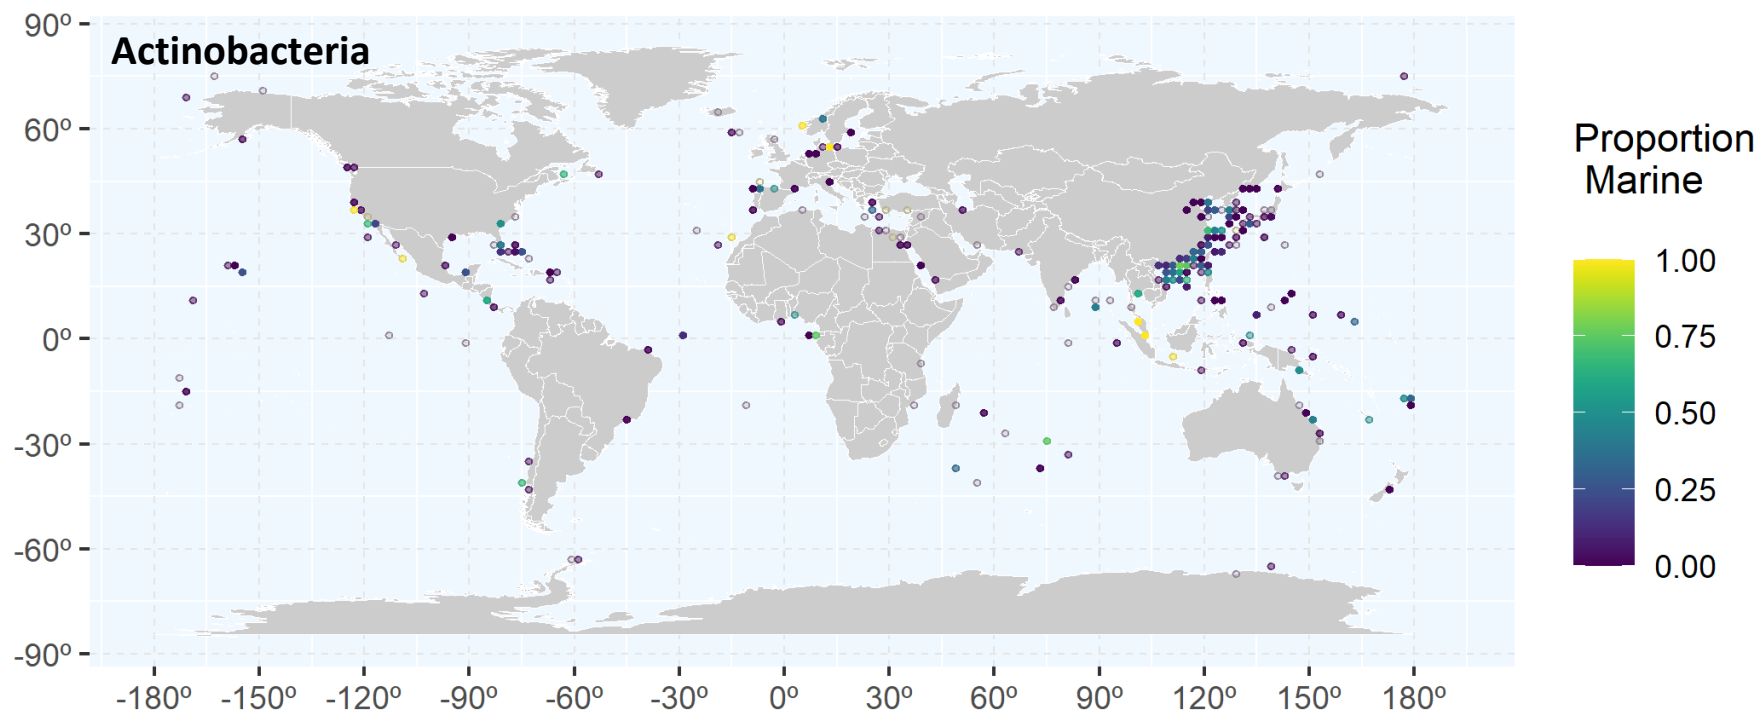 Actinobacteria
90º
60º
30º
0º
-30º
-60º
-90º
-180º -150º -120º -90º -60º -30º 0º 30º 60º 90º 120º 150º 180º
Proportion
Marine
1.00
0.75
0.50
0.25
0.00